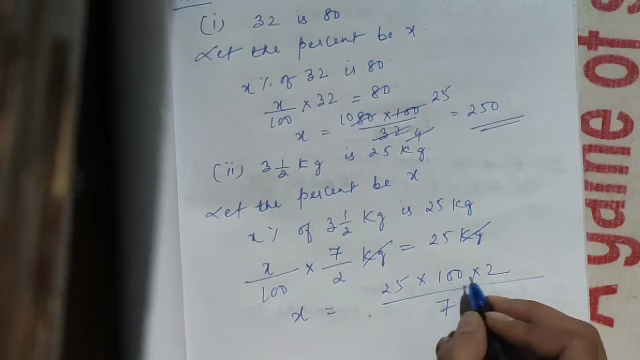 (i) 32 is 80
Let the percent be x.
x% of 32 is 80
x/100 × 32 = 80
x = 10 80 × 100 25 / 32 4 = 250
(ii) 3 1/2 Kg is 25 Kg
Let the percent be x
x% of 3 1/2 Kg is 25 Kg
x/100 × 7/2 Kg = 25 Kg
x = 25 × 100 × 2 / 7
A game of s